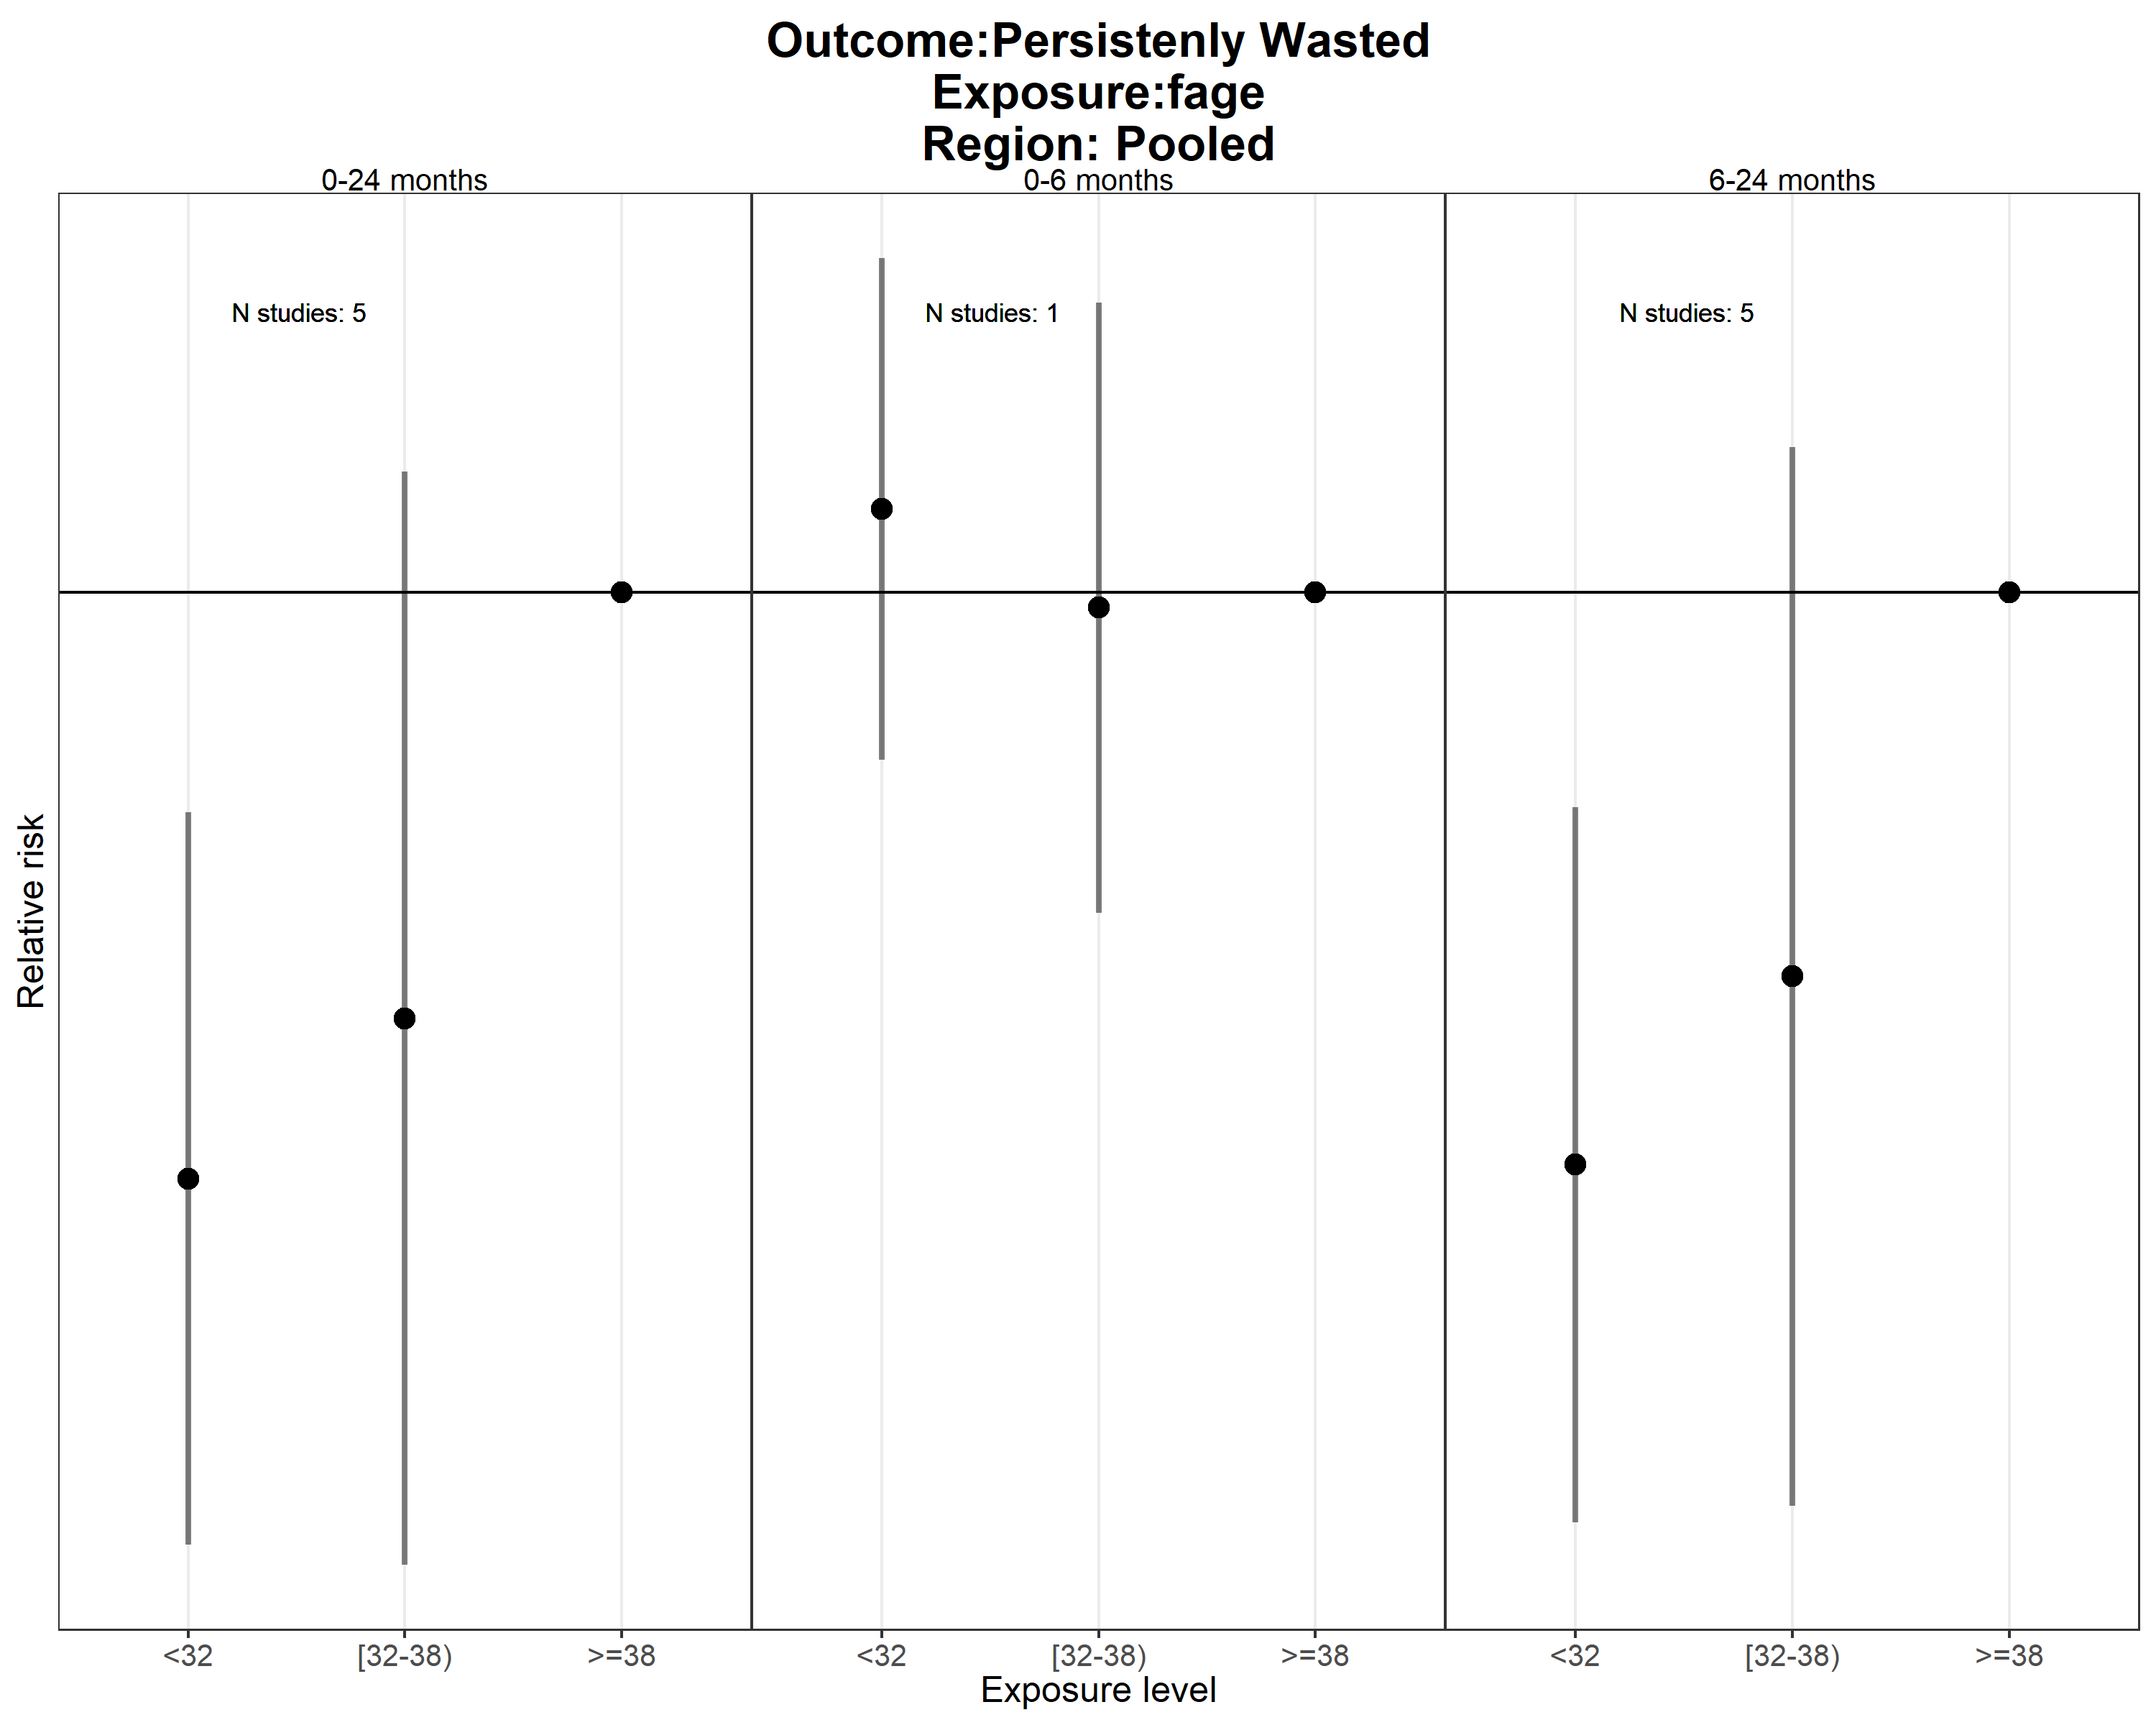 Outcome:Persistenly Wasted
Exposure:fage
Region: Pooled
0-24 months
0-6 months
6-24 months
N studies: 5
N studies: 1
N studies: 5
Relative risk
<32
[32-38)
>=38
<32
[32-38)
>=38
<32
[32-38)
>=38
Exposure level